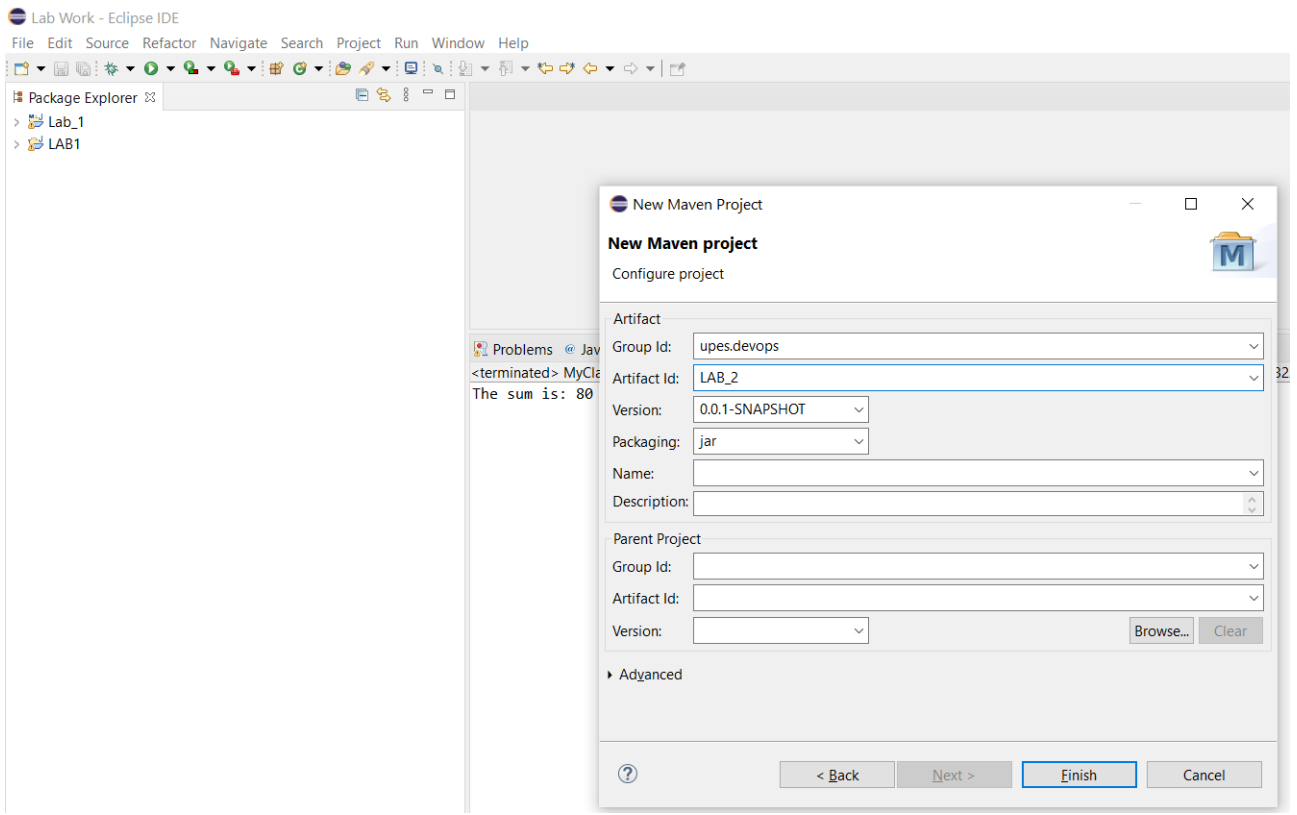 Lab Work - Eclipse IDE
File Edit Source Refactor Navigate Search Project Run Window Help
Package Explorer
Lab_1
LAB1
New Maven Project
New Maven project
Configure project
M
Artifact
Group Id: upes.devops
Artifact Id: LAB_2
Version: 0.0.1-SNAPSHOT
Packaging: jar
Name:
Description:
Parent Project
Group Id:
Artifact Id:
Version:
Browse... Clear
Advanced
? < Back Next > Finish Cancel
Problems @ Jav
<terminated> MyCla
The sum is: 80